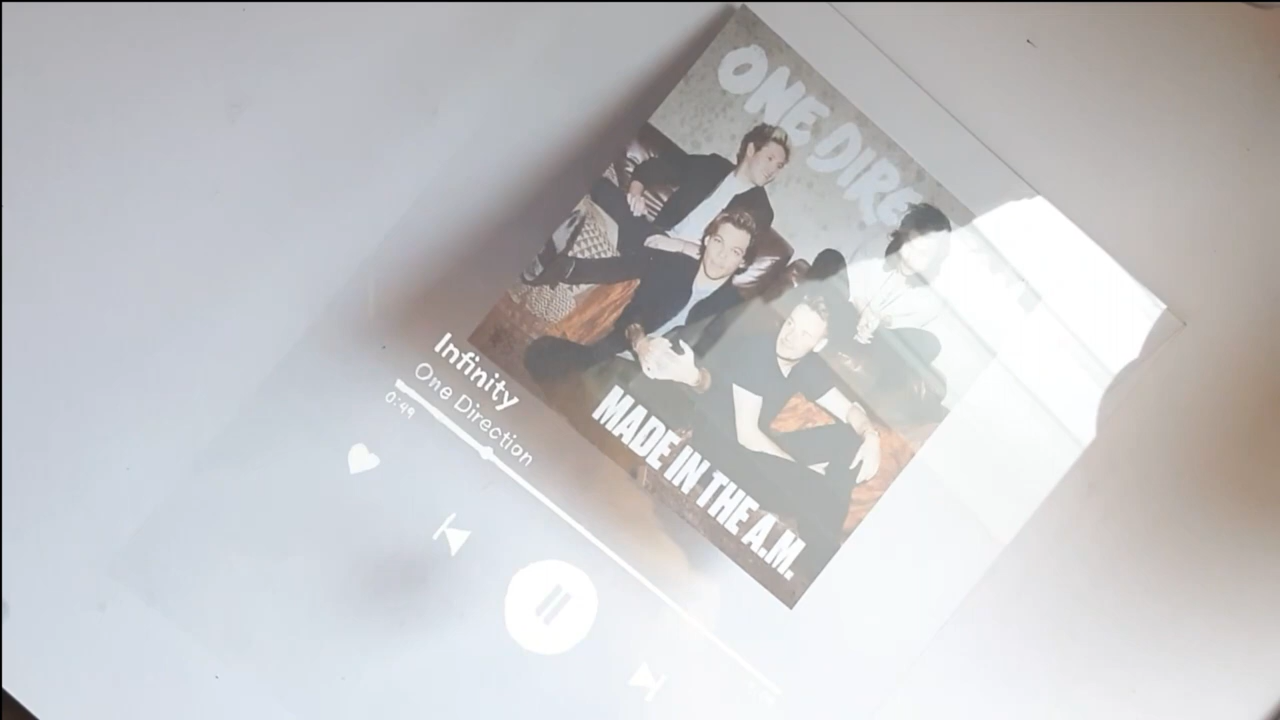 ONE DIRE
MADE IN THE A.M.
Infinity
One Direction
0:49